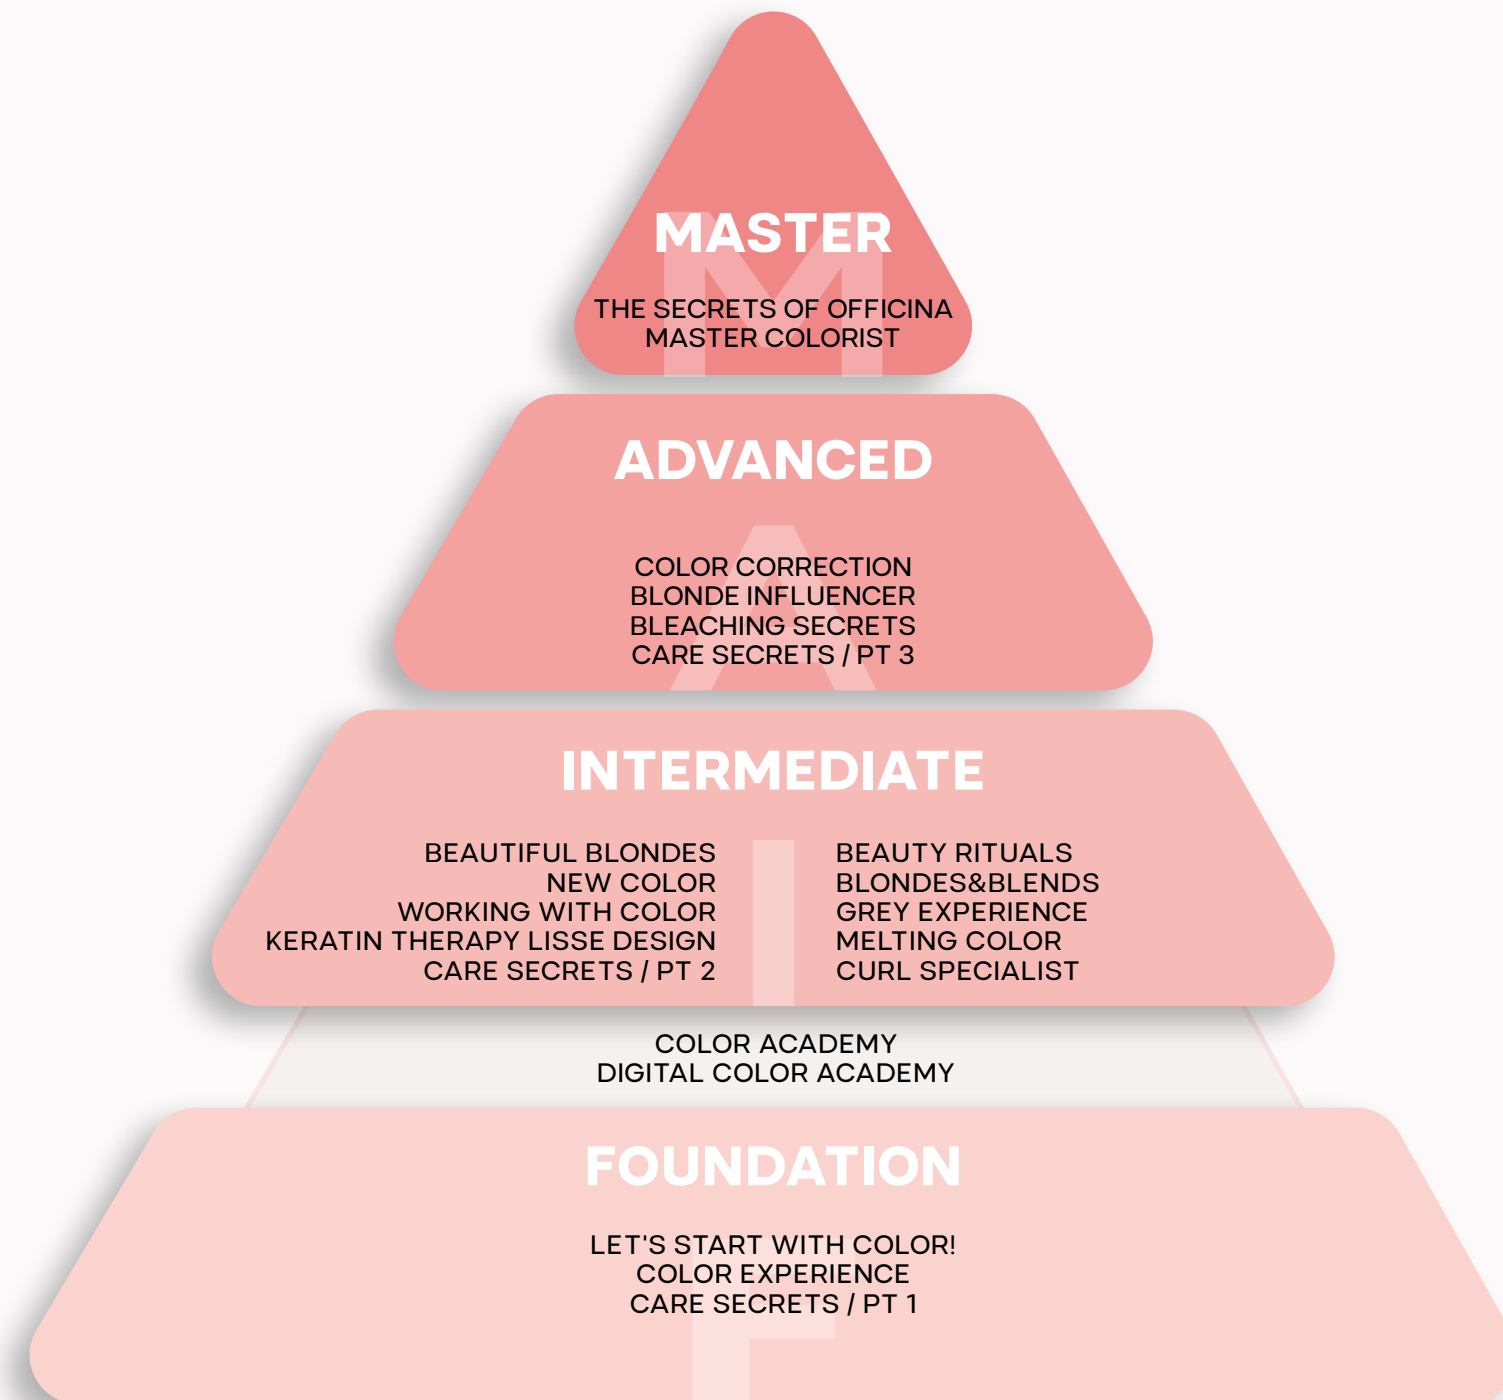 MASTER
M
THE SECRETS OF OFFICINA
MASTER COLORIST
ADVANCED
A
COLOR CORRECTION
BLONDE INFLUENCER
BLEACHING SECRETS
CARE SECRETS / PT 3
INTERMEDIATE
I
BEAUTIFUL BLONDES
NEW COLOR
WORKING WITH COLOR
KERATIN THERAPY LISSE DESIGN
CARE SECRETS / PT 2
BEAUTY RITUALS
BLONDES&BLENDS
GREY EXPERIENCE
MELTING COLOR
CURL SPECIALIST
COLOR ACADEMY
DIGITAL COLOR ACADEMY
FOUNDATION
F
LET'S START WITH COLOR!
COLOR EXPERIENCE
CARE SECRETS / PT 1